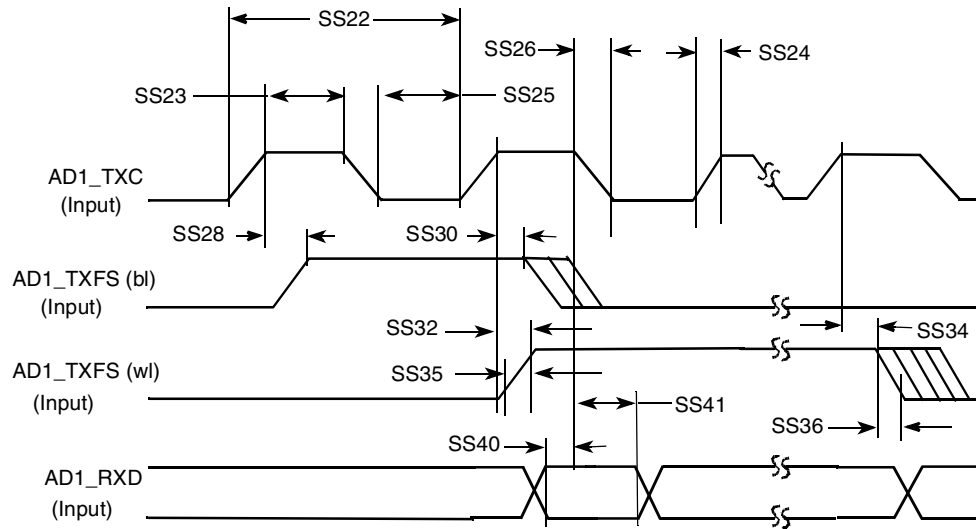 SS22
SS26
SS24
SS23
SS25
AD1_TXC
(Input)
SS28
SS30
AD1_TXFS (bl)
(Input)
SS32
SS34
AD1_TXFS (wl)
(Input)
SS35
SS41
SS36
SS40
AD1_RXD
(Input)